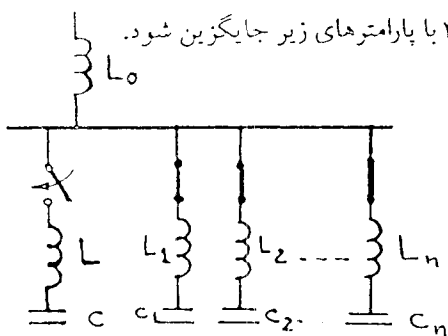 با پارامترهای زیر جایگزین شود.
L₀
L L₁ L₂ ---- Lₙ
C C₁ C₂. Cₙ